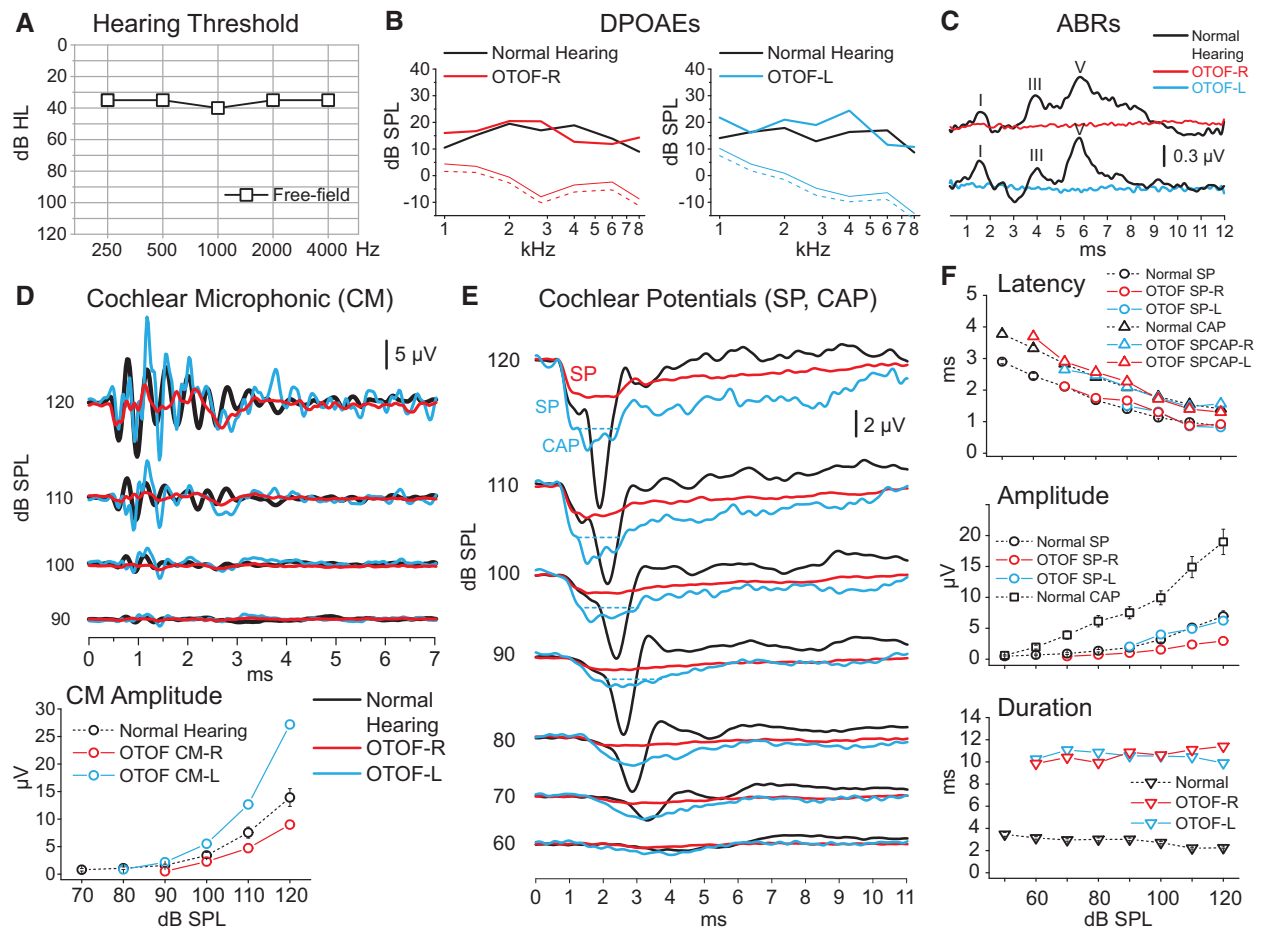 A Hearing Threshold
0
20
40
60
80
100
120
dB HL
Free-field
250 500 1000 2000 4000 Hz
B DPOAEs
Normal Hearing
OTOF-R
40
30
20
10
0
-10
dB SPL
1 2 3 4 5 6 7 8
kHz
Normal Hearing
OTOF-L
40
30
20
10
0
-10
dB SPL
1 2 3 4 5 6 7 8
kHz
C ABRs
Normal
Hearing
OTOF-R
OTOF-L
I III V
I III V
0.3 µV
1 2 3 4 5 6 7 8 9 10 11 12
ms
D Cochlear Microphonic (CM)
5 µV
120
110
100
90
dB SPL
0 1 2 3 4 5 6 7
ms
CM Amplitude
30
25
20
15
10
5
0
µV
Normal Hearing
OTOF CM-R
OTOF CM-L
70 80 90 100 110 120
dB SPL
Normal
Hearing
OTOF-R
OTOF-L
E Cochlear Potentials (SP, CAP)
120
110
100
90
80
70
60
dB SPL
SP
SP
CAP
2 µV
0 1 2 3 4 5 6 7 8 9 10 11
ms
F Latency
Normal SP
OTOF SP-R
OTOF SP-L
Normal CAP
OTOF SPCAP-R
OTOF SPCAP-L
5
4
3
2
1
0
ms
Amplitude
Normal SP
OTOF SP-R
OTOF SP-L
Normal CAP
20
15
10
5
0
µV
Duration
14
12
10
8
6
4
2
0
ms
Normal
OTOF-R
OTOF-L
60 80 100 120
dB SPL